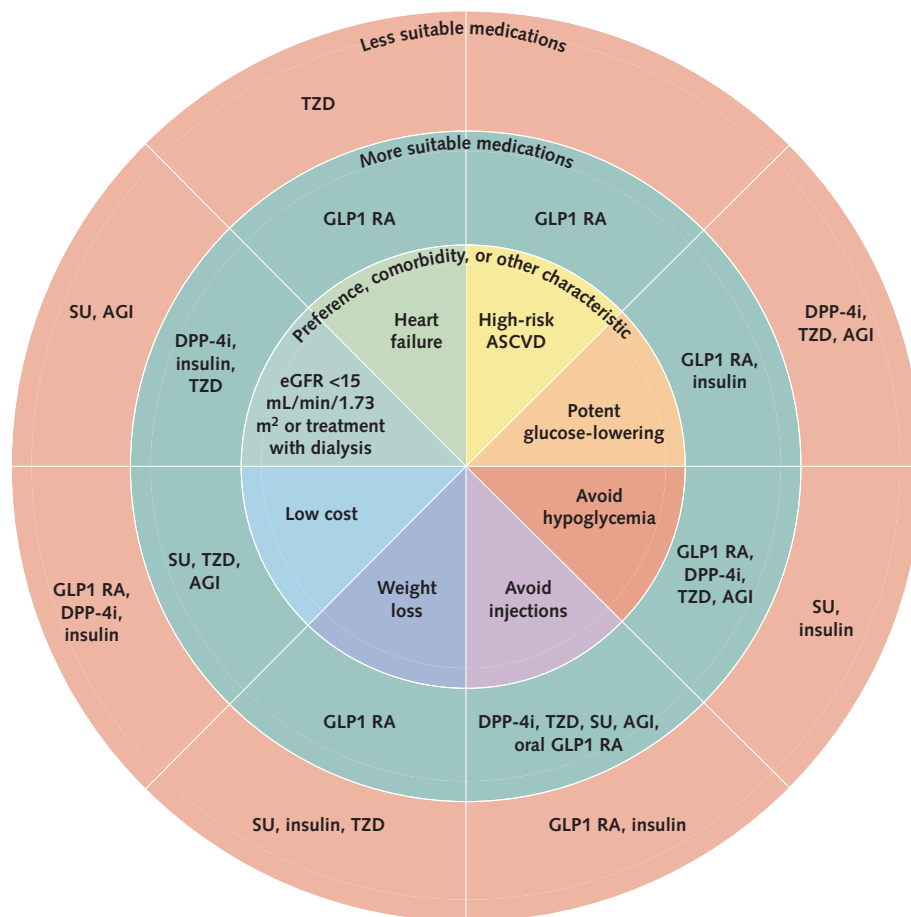 Less suitable medications
TZD
More suitable medications
GLP1 RA
GLP1 RA
Preference, comorbidity, or other characteristic
SU, AGI
DPP-4i,
insulin,
TZD
Heart
failure
High-risk
ASCVD
GLP1 RA,
insulin
DPP-4i,
TZD, AGI
eGFR <15
mL/min/1.73
m² or treatment
with dialysis
Potent
glucose-lowering
Low cost
Avoid
hypoglycemia
GLP1 RA,
DPP-4i,
insulin
SU, TZD,
AGI
Weight
loss
Avoid
injections
GLP1 RA,
DPP-4i,
TZD, AGI
SU,
insulin
GLP1 RA
DPP-4i, TZD, SU, AGI,
oral GLP1 RA
SU, insulin, TZD
GLP1 RA, insulin